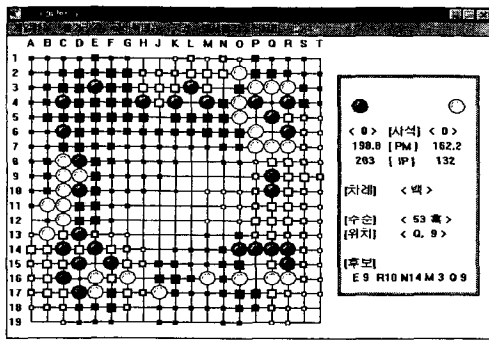 A B C D E F G H J K L M N O P Q R S T
1
2
3
4
5
6
7
8
9
10
11
12
13
14
15
16
17
18
19
< 0 > [사석] < 0 >
198.8 [ PM ] 162.2
203 [ IP ] 132
[차례] < 백 >
[수순] < 53 흑 >
[위치] < Q, 9 >
[후보]
E 9 R10 N14 M 3 Q 9